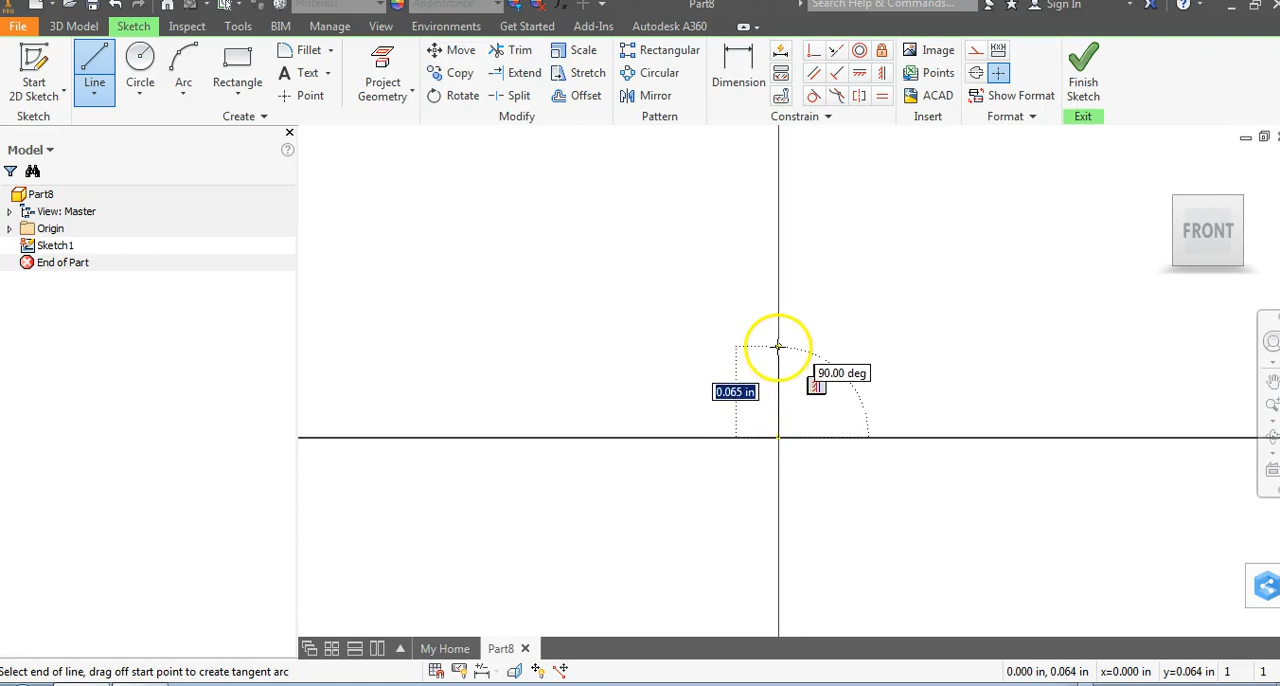 PRO Material Appearance Part8 Search Help & Commands... Sign In
File 3D Model Sketch Inspect Tools BIM Manage View Environments Get Started Add-Ins Autodesk A360
Start 2D Sketch Line Circle Arc Rectangle Fillet Text Point Project Geometry Move Copy Rotate Trim Extend Split Scale Stretch Offset Rectangular Circular Mirror Dimension Image Points ACAD Show Format Finish Sketch
Sketch Create Modify Pattern Constrain Insert Format Exit
Model
Part8
View: Master
Origin
Sketch1
End of Part
FRONT
90.00 deg
0.065 in
My Home Part8
Select end of line, drag off start point to create tangent arc 0.000 in, 0.064 in x=0.000 in y=0.064 in 1 1